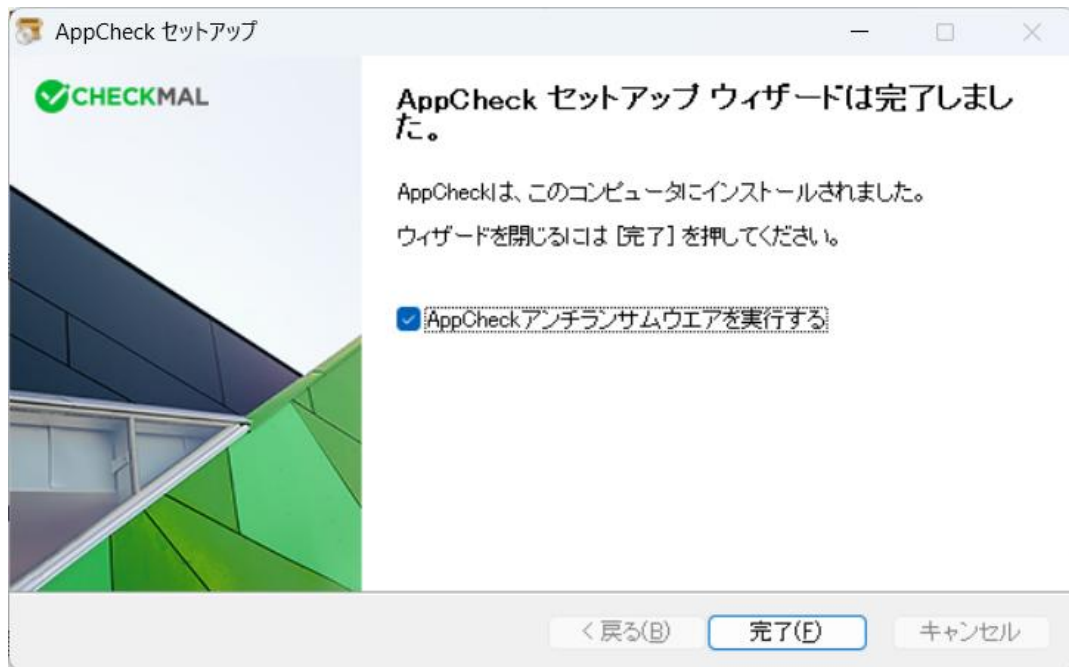 AppCheck セットアップ
CHECKMAL
AppCheck セットアップ ウィザードは完了しまし
た。
AppCheckは、このコンピュータにインストールされました。
ウィザードを閉じるには [完了] を押してください。
AppCheckアンチランサムウエアを実行する
< 戻る(B)
完了(F)
キャンセル